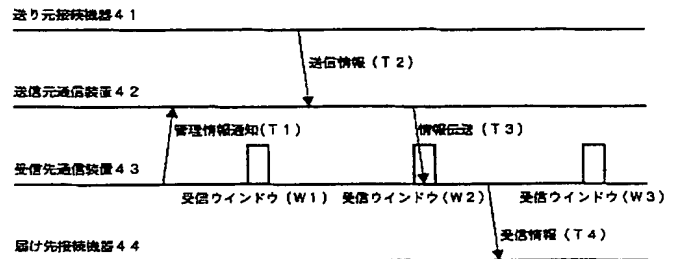 送り元接続機器41
送信情報(T2)
送信元通信装置42
管理情報通知(T1)
情報伝送(T3)
受信先通信装置43
受信ウインドウ(W1)
受信ウインドウ(W2)
受信ウインドウ(W3)
受信情報(T4)
届け先接続機器44